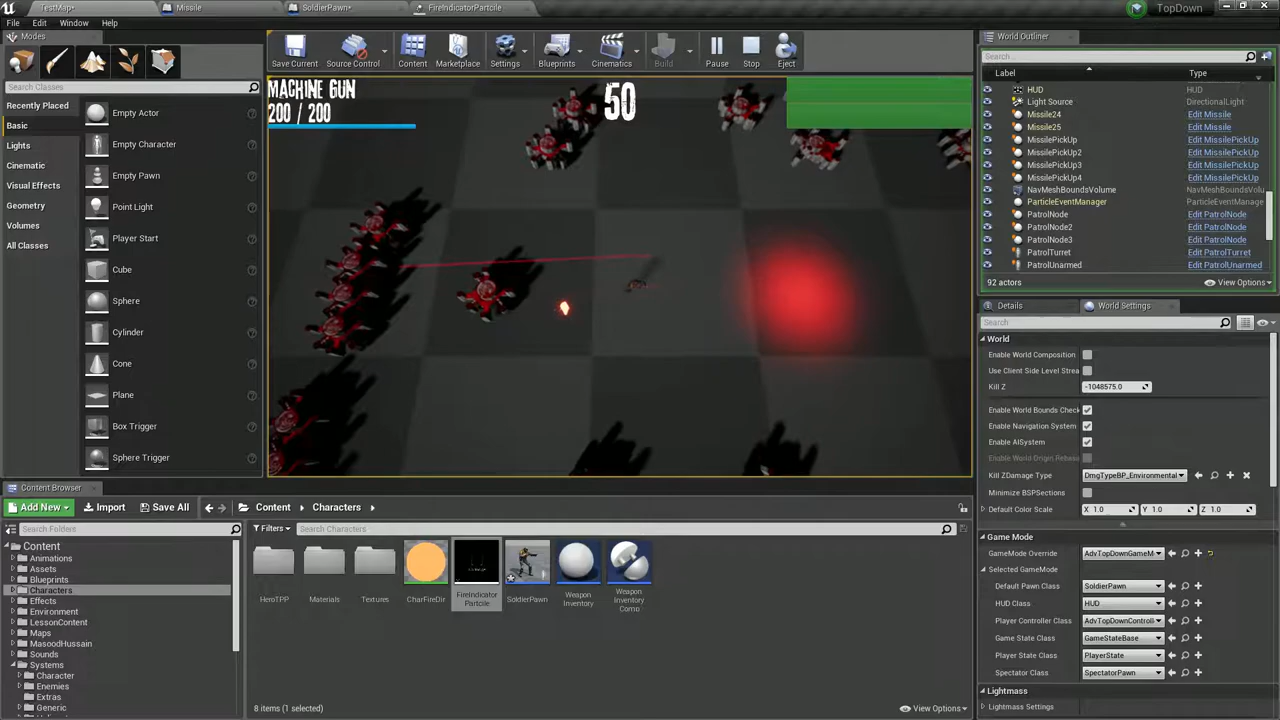 TestMap*
Missile
SoldierPawn*
FireIndicatorPartcile
TopDown
File
Edit
Window
Help
Modes
Search Classes
Recently Placed
Basic
Lights
Cinematic
Visual Effects
Geometry
Volumes
All Classes
Empty Actor
Empty Character
Empty Pawn
Point Light
Player Start
Cube
Sphere
Cylinder
Cone
Plane
Box Trigger
Sphere Trigger
Save Current
Source Control
Content
Marketplace
Settings
Blueprints
Cinematics
Build
Pause
Stop
Eject
MACHINE GUN
200 / 200
50
World Outliner
Search...
Label
Type
HUD HUD
Light Source DirectionalLight
Missile24 Edit Missile
Missile25 Edit Missile
MissilePickUp Edit MissilePickUp
MissilePickUp2 Edit MissilePickUp
MissilePickUp3 Edit MissilePickUp
MissilePickUp4 Edit MissilePickUp
NavMeshBoundsVolume NavMeshBoundsVolu
ParticleEventManager ParticleEventManage
PatrolNode Edit PatrolNode
PatrolNode2 Edit PatrolNode
PatrolNode3 Edit PatrolNode
PatrolTurret Edit PatrolTurret
PatrolUnarmed Edit PatrolUnarmed
92 actors
View Options
Details
World Settings
Search
World
Enable World Composition
Use Client Side Level Strea
Kill Z -1048575.0
Enable World Bounds Check
Enable Navigation System
Enable AISystem
Enable World Origin Rebas
Kill ZDamage Type DmgTypeBP_Environmental
Minimize BSPSections
Default Color Scale X 1.0 Y 1.0 Z 1.0
Game Mode
GameMode Override AdvTopDownGameM
Selected GameMode
Default Pawn Class SoldierPawn
HUD Class HUD
Player Controller Class AdvTopDownControll
Game State Class GameStateBase
Player State Class PlayerState
Spectator Class SpectatorPawn
Lightmass
Lightmass Settings
Content Browser
Add New
Import
Save All
Content
Characters
Search Folders
Filters
Search Characters
Content
Animations
Assets
Blueprints
Characters
Effects
Environment
LessonContent
Maps
MasoodHussain
Sounds
Systems
Character
Enemies
Extras
Generic
HeroTPP
Materials
Textures
CharFireDir
FireIndicator
Partcile
SoldierPawn
Weapon
Inventory
Weapon
Inventory
Comp
8 items (1 selected)
View Options